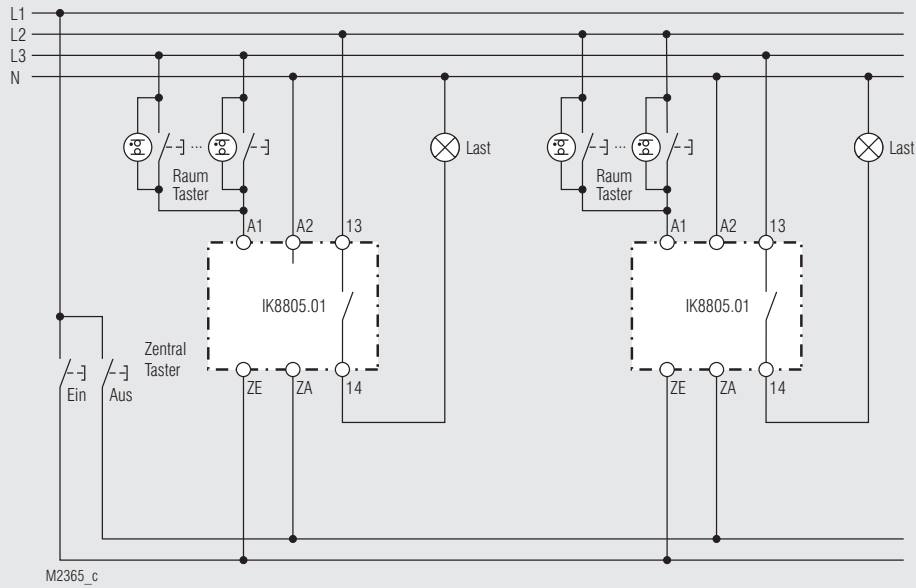 L1
L2
L3
N
Last
Last
Raum
Taster
Raum
Taster
A1
A2
13
A1
A2
13
IK8805.01
IK8805.01
Zentral
Taster
Ein
Aus
ZE
ZA
14
ZE
ZA
14
M2365_c